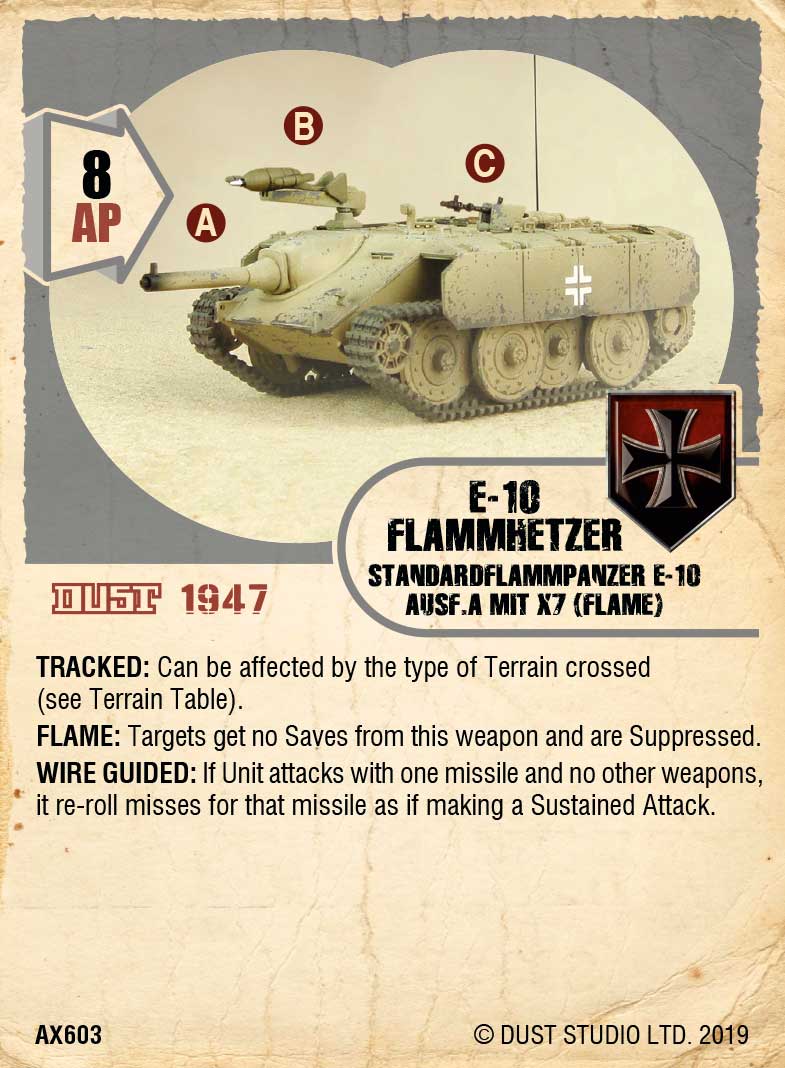 8
AP
A
B
C
E-10
FLAMMHETZER
STANDARDFLAMMPANZER E-10
AUSF.A MIT X7 (FLAME)
DUST 1947
TRACKED: Can be affected by the type of Terrain crossed
(see Terrain Table).
FLAME: Targets get no Saves from this weapon and are Suppressed.
WIRE GUIDED: If Unit attacks with one missile and no other weapons,
it re-roll misses for that missile as if making a Sustained Attack.
AX603
© DUST STUDIO LTD. 2019